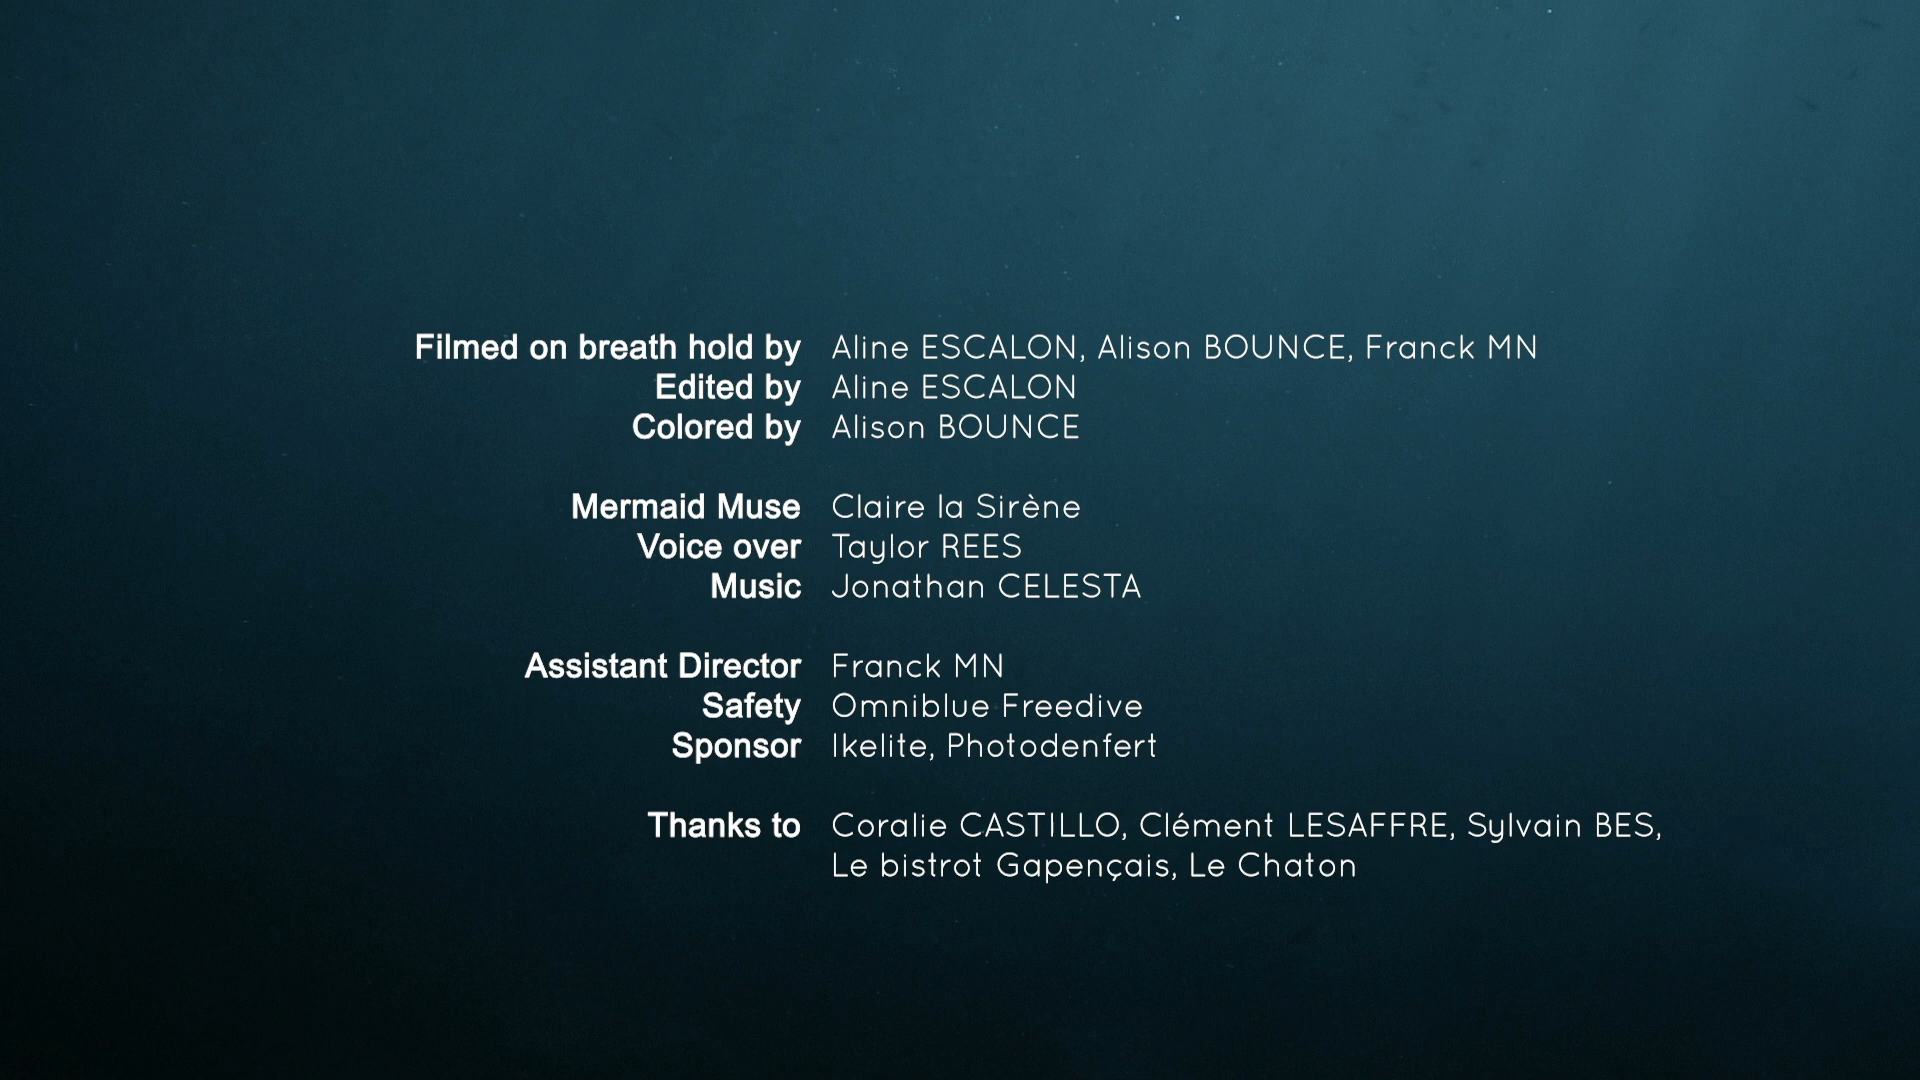 Filmed on breath hold by Aline ESCALON, Alison BOUNCE, Franck MN
Edited by Aline ESCALON
Colored by Alison BOUNCE
Mermaid Muse Claire la Sirène
Voice over Taylor REES
Music Jonathan CELESTA
Assistant Director Franck MN
Safety Omniblue Freedive
Sponsor Ikelite, Photodenfert
Thanks to Coralie CASTILLO, Clément LESAFFRE, Sylvain BES,
Le bistrot Gapençais, Le Chaton